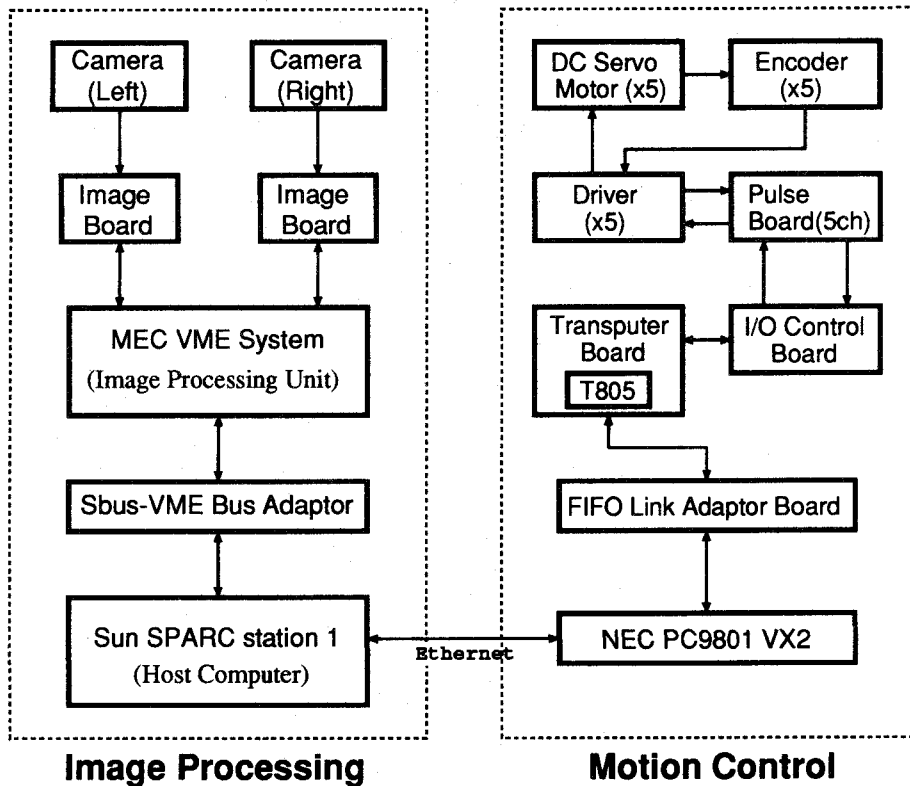 Camera
(Left)
Camera
(Right)
Image
Board
Image
Board
MEC VME System
(Image Processing Unit)
Sbus-VME Bus Adaptor
Sun SPARC station 1
(Host Computer)
Ethernet
Image Processing
DC Servo
Motor (x5)
Encoder
(x5)
Driver
(x5)
Pulse
Board(5ch)
Transputer
Board
T805
I/O Control
Board
FIFO Link Adaptor Board
NEC PC9801 VX2
Motion Control